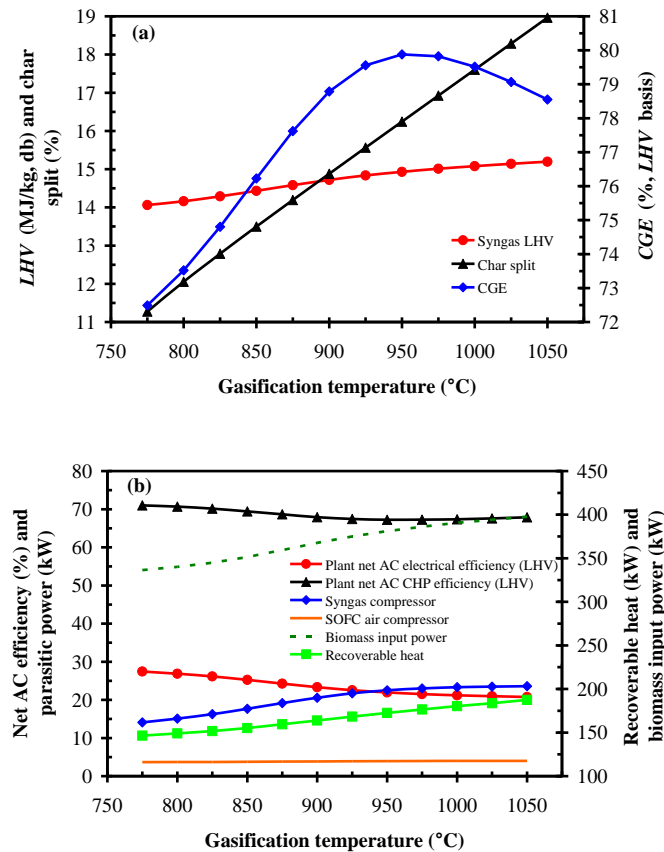 (a)
19
18
17
16
15
14
13
12
11
LHV (MJ/kg, db) and char
split (%)
81
80
79
78
77
76
75
74
73
72
CGE (%, LHV basis)
Syngas LHV
Char split
CGE
750 800 850 900 950 1000 1050
Gasification temperature (°C)
(b)
80
70
60
50
40
30
20
10
0
Net AC efficiency (%) and
parasitic power (kW)
450
400
350
300
250
200
150
100
Recoverable heat (kW) and
biomass input power (kW)
Plant net AC electrical efficiency (LHV)
Plant net AC CHP efficiency (LHV)
Syngas compressor
SOFC air compressor
Biomass input power
Recoverable heat
750 800 850 900 950 1000 1050
Gasification temperature (°C)